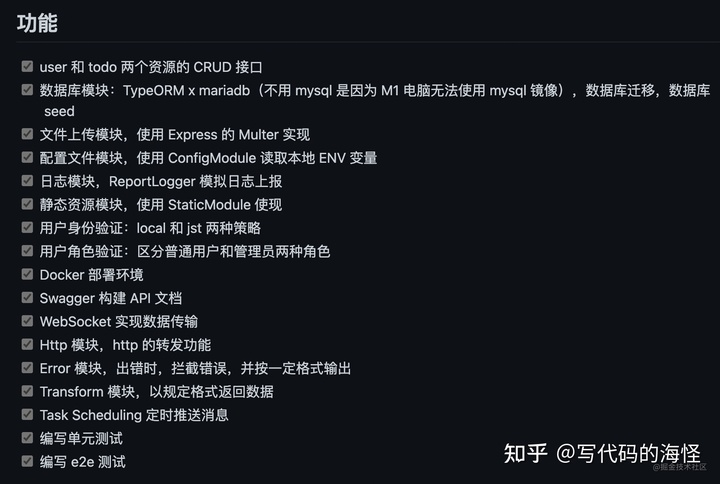 功能
user 和 todo 两个资源的 CRUD 接口
数据库模块：TypeORM x mariadb（不用 mysql 是因为 M1 电脑无法使用 mysql 镜像），数据库迁移，数据库
seed
文件上传模块，使用 Express 的 Multer 实现
配置文件模块，使用 ConfigModule 读取本地 ENV 变量
日志模块，ReportLogger 模拟日志上报
静态资源模块，使用 StaticModule 使现
用户身份验证：local 和 jst 两种策略
用户角色验证：区分普通用户和管理员两种角色
Docker 部署环境
Swagger 构建 API 文档
WebSocket 实现数据传输
Http 模块，http 的转发功能
Error 模块，出错时，拦截错误，并按一定格式输出
Transform 模块，以规定格式返回数据
Task Scheduling 定时推送消息
编写单元测试
编写 e2e 测试
知乎 @写代码的海怪
@掘金技术社区